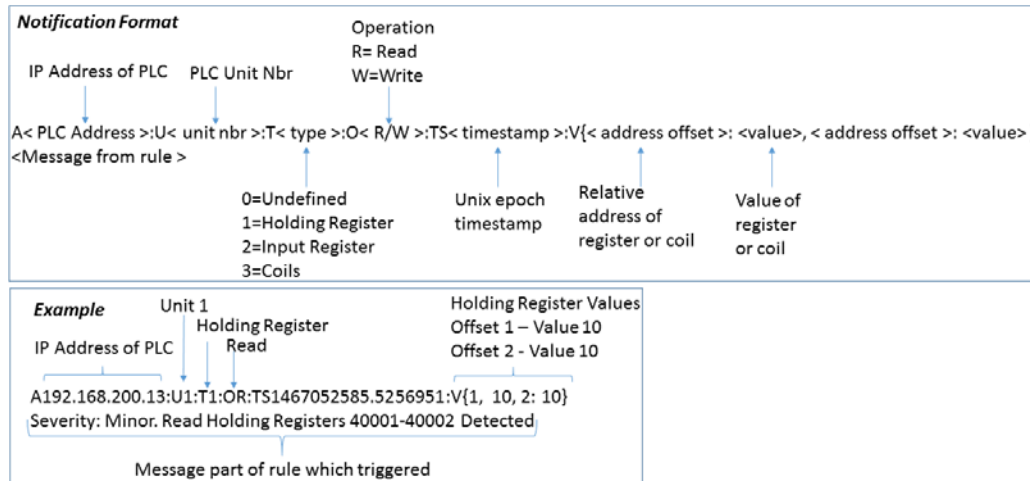 Notification Format
Operation
R= Read
W=Write
IP Address of PLC
PLC Unit Nbr
A< PLC Address >:U< unit nbr >:T< type >:O< R/W >:TS< timestamp >:V{< address offset >: <value>, < address offset >: <value>
<Message from rule >
0=Undefined
1=Holding Register
2=Input Register
3=Coils
Unix epoch
timestamp
Relative
address of
register or coil
Value of
register
or coil
Example
Unit 1
Holding Register
Read
IP Address of PLC
Holding Register Values
Offset 1 – Value 10
Offset 2 - Value 10
A192.168.200.13:U1:T1:OR:TS1467052585.5256951:V{1, 10, 2: 10}
Severity: Minor. Read Holding Registers 40001-40002 Detected
Message part of rule which triggered